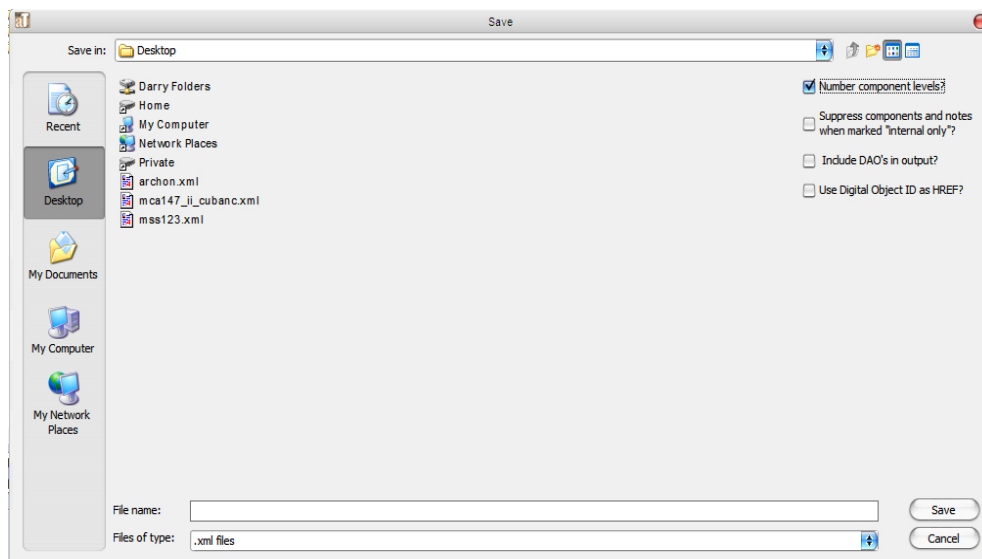 Save
Save in:
Desktop
Recent
Desktop
My Documents
My Computer
My Network
Places
Darry Folders
Home
My Computer
Network Places
Private
archon.xml
mca147_ii_cubanc.xml
mss123.xml
Number component levels?
Suppress components and notes
when marked "internal only"?
Include DAO's in output?
Use Digital Object ID as HREF?
File name:
Save
Files of type:
.xml files
Cancel